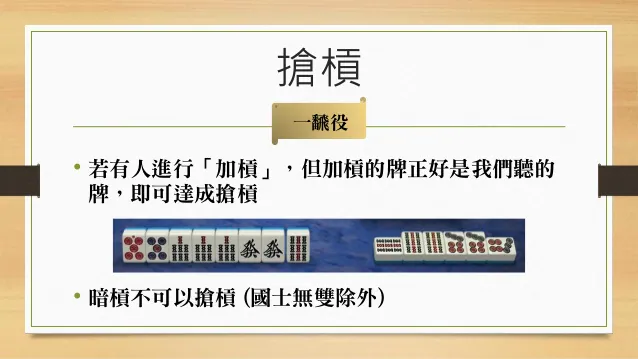 搶槓
一飜役
• 若有人進行「加槓」，但加槓的牌正好是我們聽的
牌，即可達成搶槓
發 發
• 暗槓不可以搶槓 (國士無雙除外)